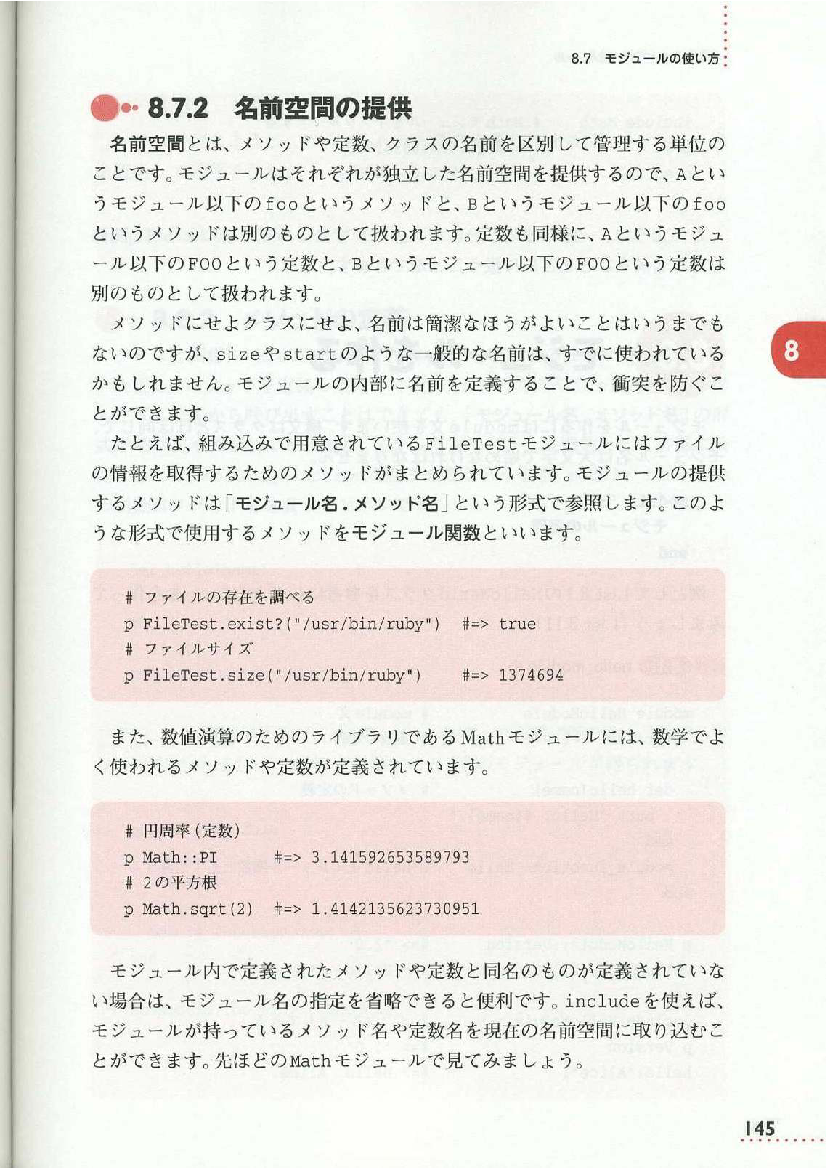 8.7 モジュールの使い方
8.7.2 名前空間の提供
名前空間とは、メソッドや定数、クラスの名前を区別して管理する単位の
ことです。モジュールはそれぞれが独立した名前空間を提供するので、Aとい
うモジュール以下のfooというメソッドと、Bというモジュール以下のfoo
というメソッドは別のものとして扱われます。定数も同様に、Aというモジュ
ール以下のFOOという定数と、Bというモジュール以下のFOOという定数は
別のものとして扱われます。
メソッドにせよクラスにせよ、名前は簡潔なほうがよいことはいうまでも
ないのですが、sizeやstartのような一般的な名前は、すでに使われている
かもしれません。モジュールの内部に名前を定義することで、衝突を防ぐこ
とができます。
たとえば、組み込みで用意されているFileTestモジュールにはファイル
の情報を取得するためのメソッドがまとめられています。モジュールの提供
するメソッドは「モジュール名.メソッド名」という形式で参照します。このよ
うな形式で使用するメソッドをモジュール関数といいます。
# ファイルの存在を調べる
p FileTest.exist?("/usr/bin/ruby") #=> true
# ファイルサイズ
p FileTest.size("/usr/bin/ruby") #=> 1374694
また、数値演算のためのライブラリであるMathモジュールには、数学でよ
く使われるメソッドや定数が定義されています。
# 円周率(定数)
p Math::PI #=> 3.141592653589793
# 2の平方根
p Math.sqrt(2) #=> 1.4142135623730951
モジュール内で定義されたメソッドや定数と同名のものが定義されていな
い場合は、モジュール名の指定を省略できると便利です。includeを使えば、
モジュールが持っているメソッド名や定数名を現在の名前空間に取り込むこ
とができます。先ほどのMathモジュールで見てみましょう。
8
145